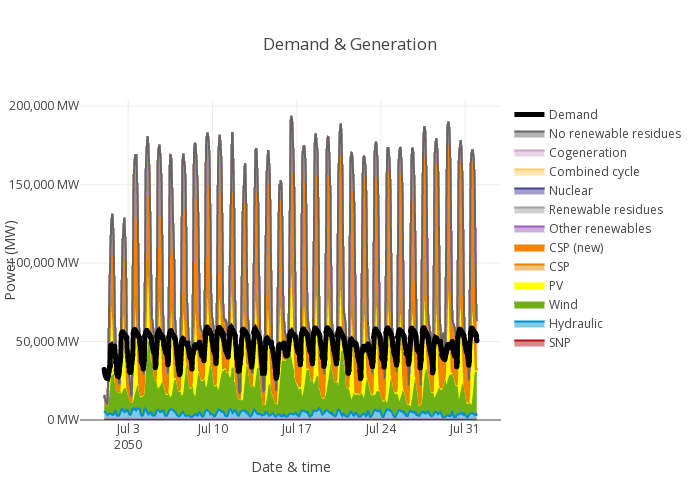 Demand & Generation
200,000 MW
150,000 MW
100,000 MW
50,000 MW
0 MW
Power (MW)
Jul 3
2050
Jul 10
Jul 17
Jul 24
Jul 31
Date & time
Demand
No renewable residues
Cogeneration
Combined cycle
Nuclear
Renewable residues
Other renewables
CSP (new)
CSP
PV
Wind
Hydraulic
SNP